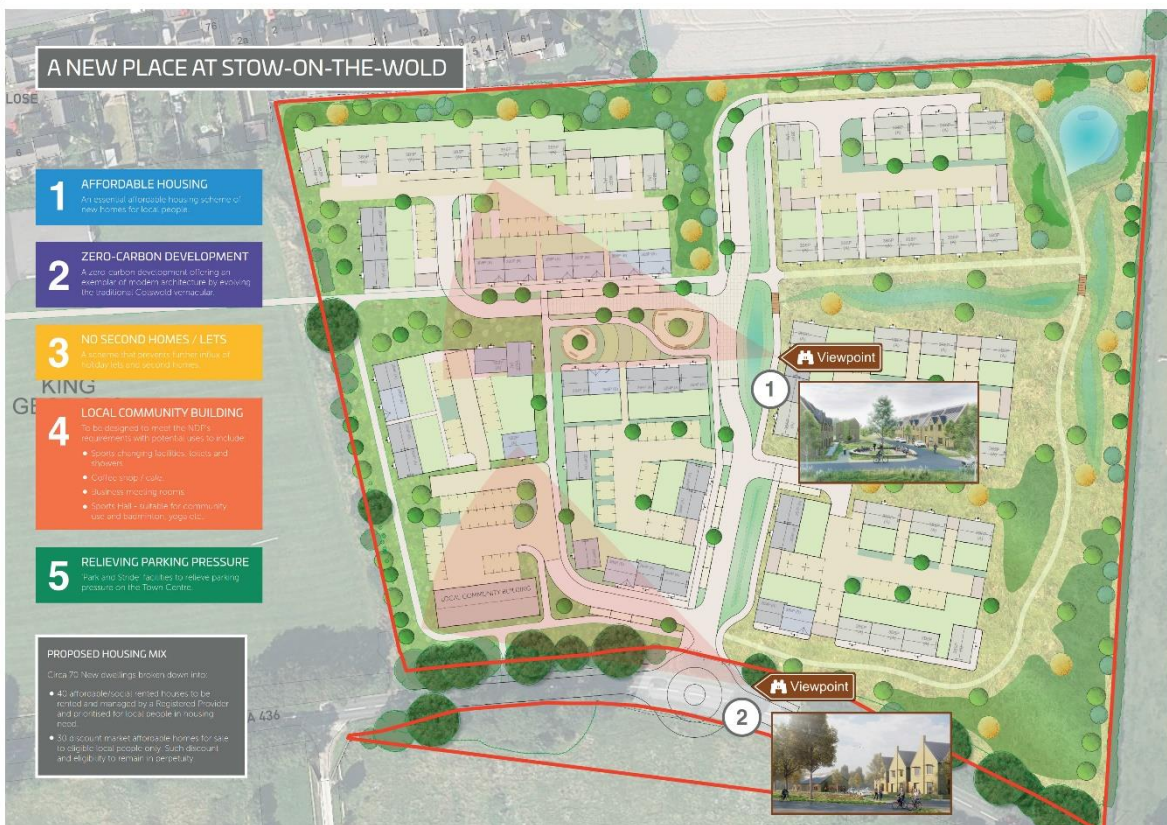 A NEW PLACE AT STOW-ON-THE-WOLD
CLOSE
1
AFFORDABLE HOUSING
An essential affordable housing scheme of
new homes for local people.
2
ZERO-CARBON DEVELOPMENT
A zero-carbon development offering an
exemplar of modern architecture by evolving
the traditional Cotswold vernacular.
3
NO SECOND HOMES / LETS
A scheme that prevents further influx of
holiday lets and second homes.
KING
GE
4
LOCAL COMMUNITY BUILDING
To be designed to meet the NDP's
requirements with potential uses to include:
• Sports changing facilities, toilets and
showers.
• Coffee shop / cafe.
• Business meeting rooms
• Sports Hall - suitable for community
use and badminton, yoga etc.
5
RELIEVING PARKING PRESSURE
'Park and Stride' facilities to relieve parking
pressure on the Town Centre.
PROPOSED HOUSING MIX
Circa 70 New dwellings broken down into:
• 40 affordable/social rented houses to be
rented and managed by a Registered Provider
and prioritised for local people in housing
need.
• 30 discount market affordable homes for sale
to eligible local people only. Such discount
and eligibility to remain in perpetuity.
A 436
LOCAL COMMUNITY BUILDING
Viewpoint
1
Viewpoint
2